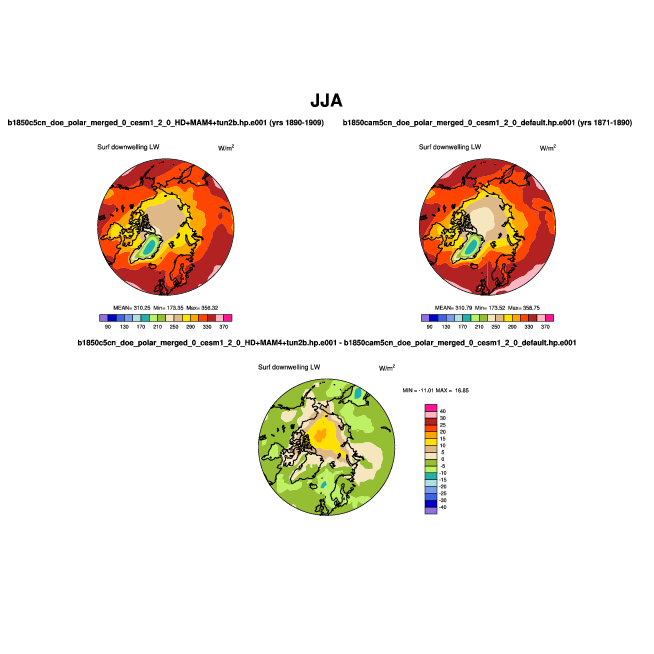 JJA
b1850c5cn_doe_polar_merged_0_cesm1_2_0_HD+MAM4+tun2b.hp.e001 (yrs 1890-1909)
b1850cam5cn_doe_polar_merged_0_cesm1_2_0_default.hp.e001 (yrs 1871-1890)
Surf downwelling LW W/m2
Surf downwelling LW W/m2
MEAN= 310.25 Min= 173.35 Max= 356.32
MEAN= 310.79 Min= 173.52 Max= 358.75
90 130 170 210 250 290 330 370
90 130 170 210 250 290 330 370
b1850c5cn_doe_polar_merged_0_cesm1_2_0_HD+MAM4+tun2b.hp.e001 - b1850cam5cn_doe_polar_merged_0_cesm1_2_0_default.hp.e001
Surf downwelling LW W/m2
MIN = -11.01 MAX = 16.85
40
30
25
20
15
10
5
0
-5
-10
-15
-20
-25
-30
-40